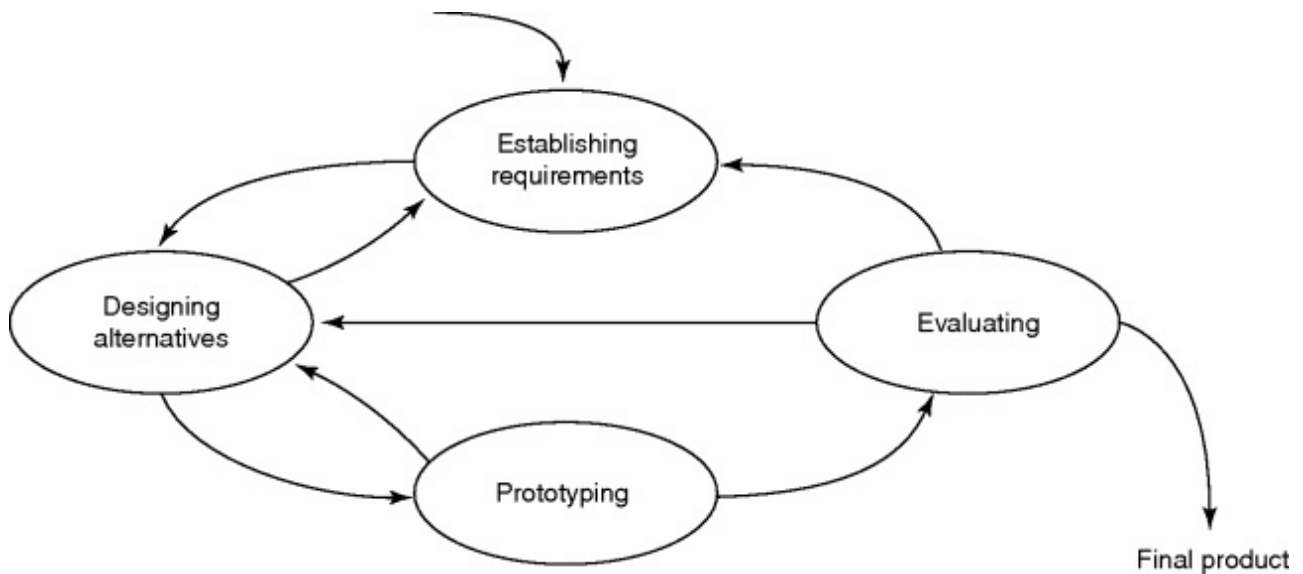 Establishing
requirements
Designing
alternatives
Evaluating
Prototyping
Final product